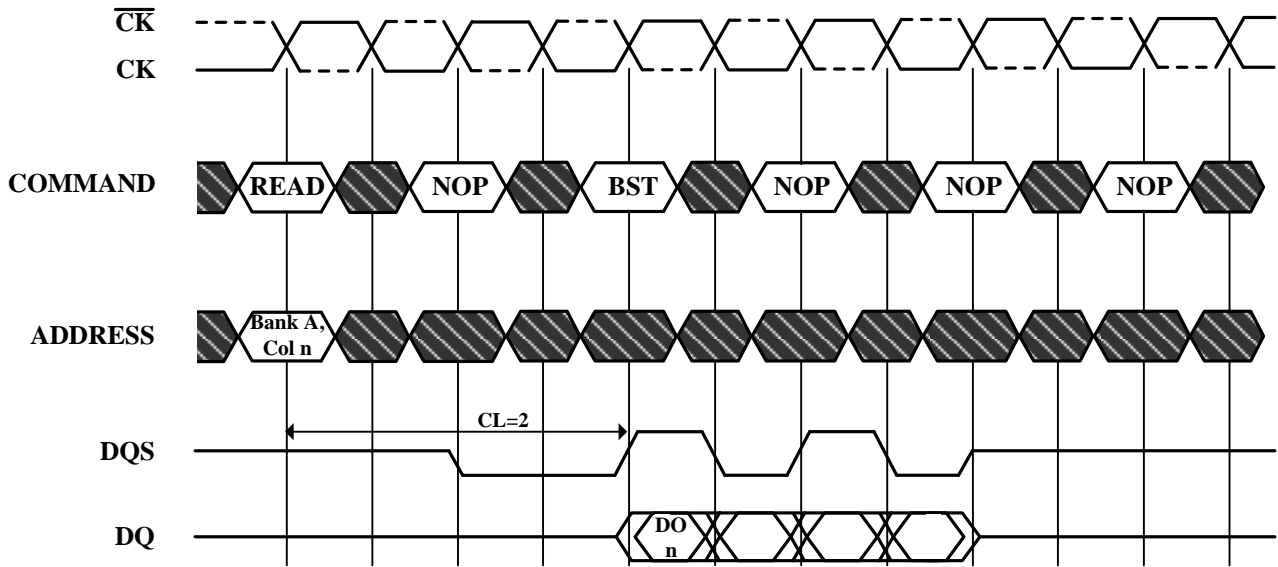 CK
CK
COMMAND READ NOP BST NOP NOP NOP
ADDRESS Bank A,
Col n
CL=2
DQS
DQ DO
n